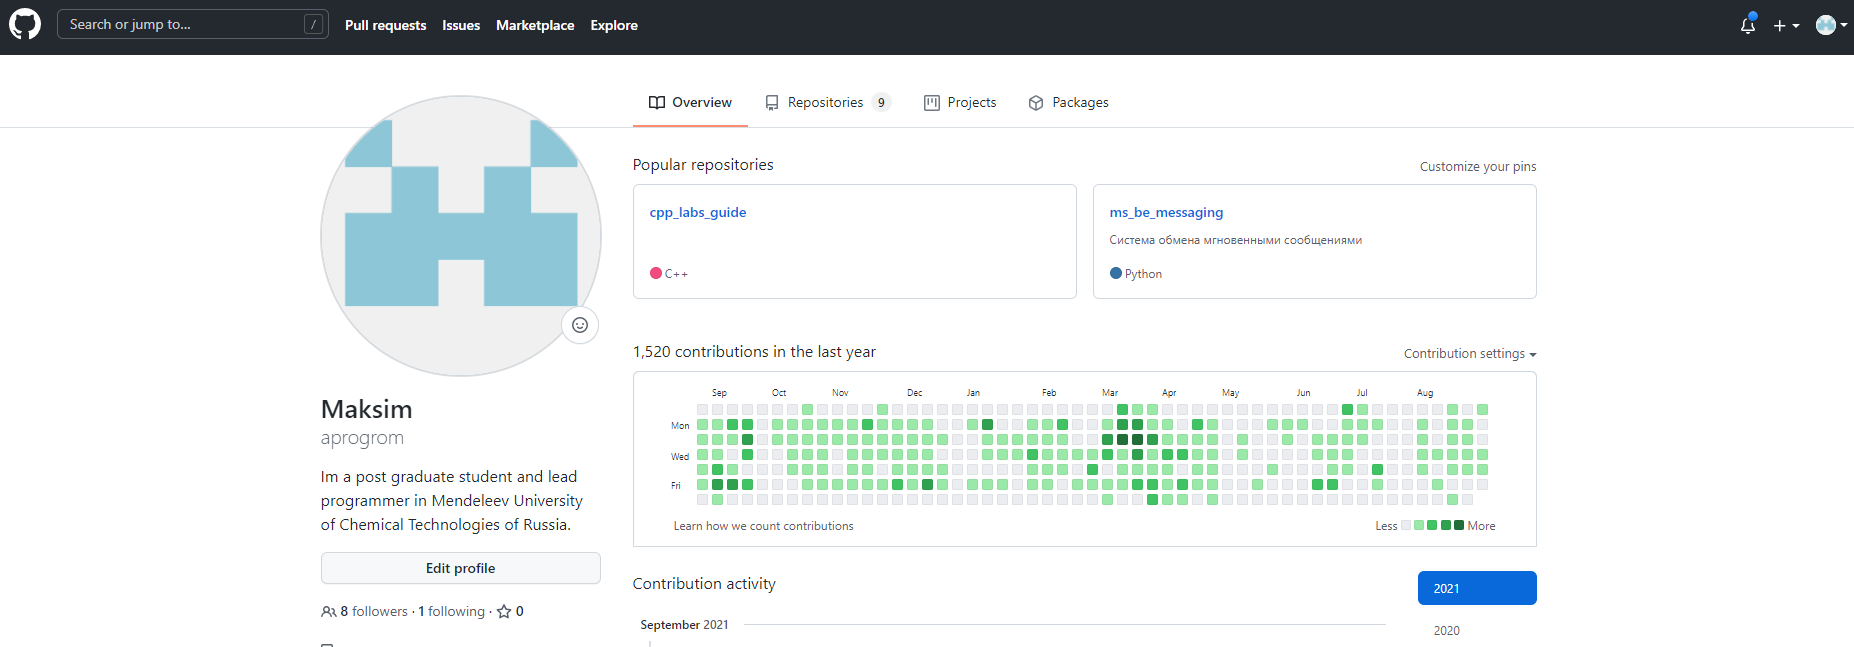 Search or jump to... /
Pull requests
Issues
Marketplace
Explore
Overview
Repositories 9
Projects
Packages
Maksim
aprogrom
Im a post graduate student and lead
programmer in Mendeleev University
of Chemical Technologies of Russia.
Edit profile
8 followers · 1 following · 0
Popular repositories
Customize your pins
cpp_labs_guide
C++
ms_be_messaging
Система обмена мгновенными сообщениями
Python
1,520 contributions in the last year
Contribution settings
Sep Oct Nov Dec Jan Feb Mar Apr May Jun Jul Aug
Mon
Wed
Fri
Learn how we count contributions
Less More
Contribution activity
2021
September 2021
2020